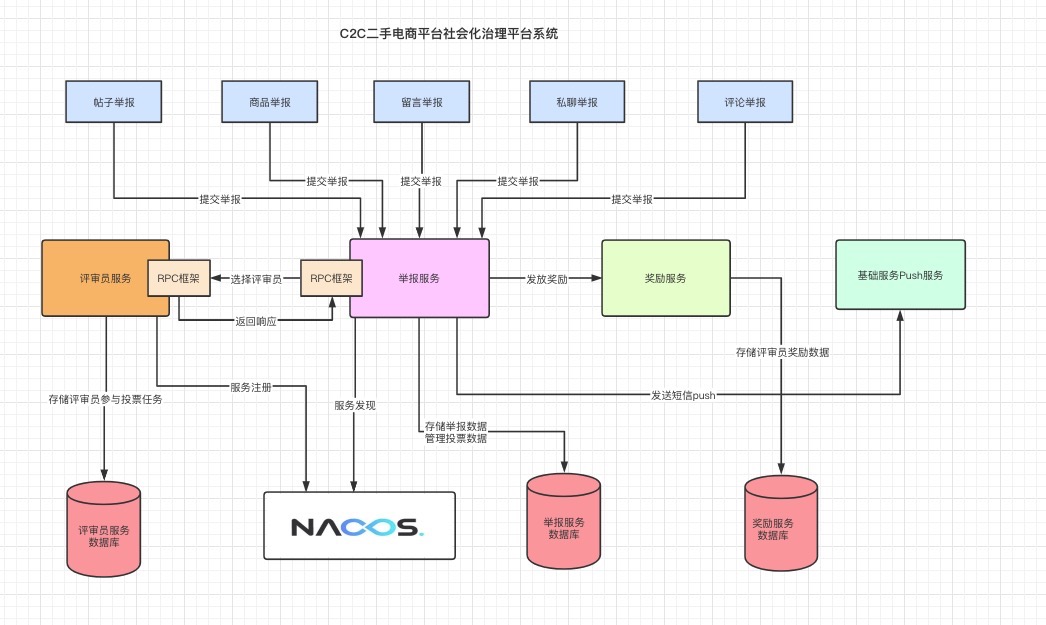 C2C二手电商平台社会化治理平台系统
帖子举报
商品举报
留言举报
私聊举报
评论举报
提交举报
提交举报
提交举报
提交举报
提交举报
评审员服务
RPC框架
选择评审员
RPC框架
举报服务
发放奖励
奖励服务
基础服务Push服务
返回响应
存储评审员奖励数据
服务注册
存储评审员参与投票任务
服务发现
发送短信push
存储举报数据
管理投票数据
评审员服务
数据库
NACOS.
举报服务
数据库
奖励服务
数据库